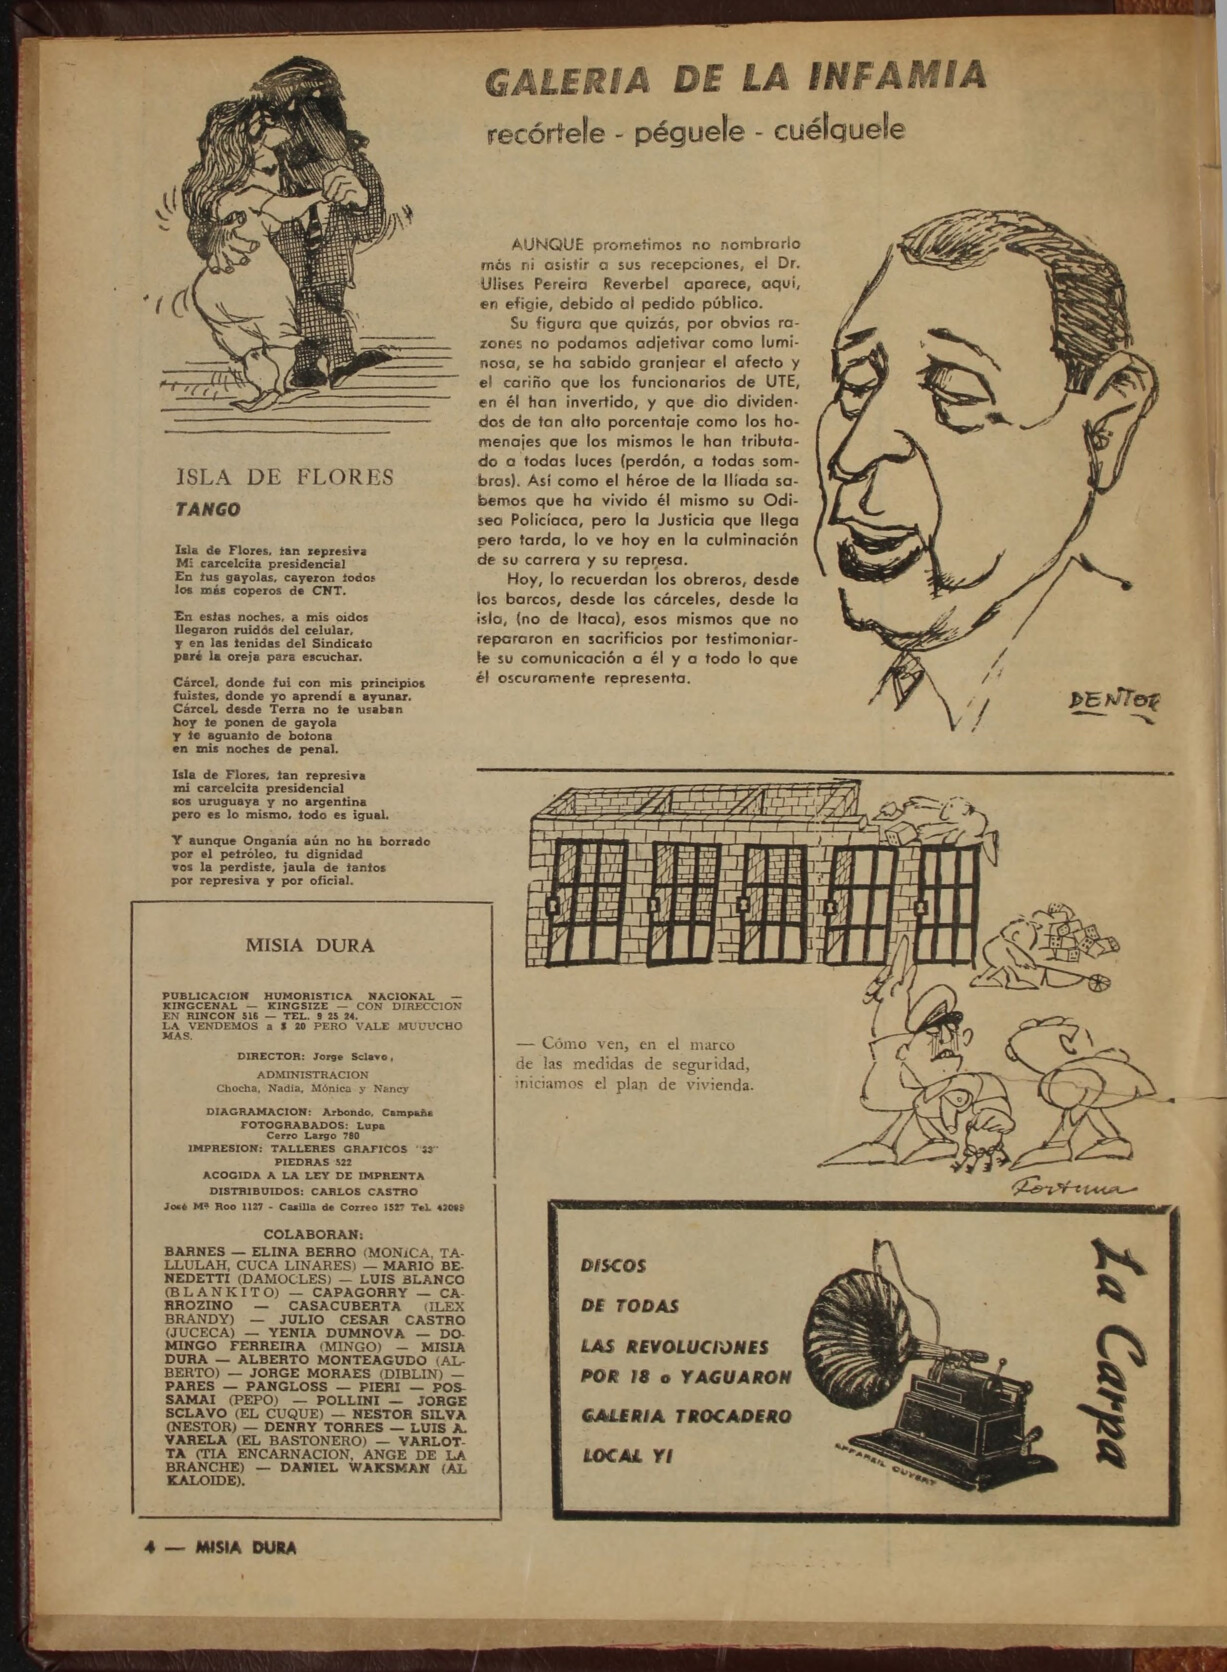 GALERIA DE LA INFAMIA
recórtele - péguele - cuélguele
AUNQUE prometimos no nombrarlo
más ni asistir a sus recepciones, el Dr.
Ulises Pereira Reverbel aparece, aquí,
en efigie, debido al pedido público.
Su figura que quizás, por obvias ra-
zones no podamos adjetivar como lumi-
nosa, se ha sabido granjear el afecto y
el cariño que los funcionarios de UTE,
en él han invertido, y que dio dividen-
dos de tan alto porcentaje como los ho-
menajes que los mismos le han tributa-
do a todas luces (perdón, a todas som-
bras). Así como el héroe de la Ilíada sa-
bemos que ha vivido él mismo su Odi-
sea Policíaca, pero la Justicia que llega
pero tarda, lo ve hoy en la culminación
de su carrera y su represa.
Hoy, lo recuerdan los obreros, desde
los barcos, desde las cárceles, desde la
isla, (no de Itaca), esos mismos que no
repararon en sacrificios por testimoniar-
le su comunicación a él y a todo lo que
él oscuramente representa.
DENTOR
ISLA DE FLORES
TANGO
Isla de Flores, tan represiva
Mi carcelcita presidencial
En tus gayolas, cayeron todos
los más coperos de CNT.
En estas noches, a mis oídos
llegaron ruidós del celular,
y en las tenidas del Sindicato
paré la oreja para escuchar.
Cárcel, donde fui con mis principios
fuistes, donde yo aprendí a ayunar.
Cárcel, desde Terra no te usaban
hoy te ponen de gayola
y te aguanto de botona
en mis noches de penal.
Isla de Flores, tan represiva
mi carcelcita presidencial
sos uruguaya y no argentina
pero es lo mismo, todo es igual.
Y aunque Onganía aún no ha borrado
por el petróleo, tu dignidad
vos la perdiste, jaula de tantos
por represiva y por oficial.
MISIA DURA
PUBLICACION HUMORISTICA NACIONAL —
KINGCENAL — KINGSIZE — CON DIRECCION
EN RINCON 516 — TEL. 9 25 24.
LA VENDEMOS a $ 20 PERO VALE MUUUCHO
MAS.
DIRECTOR: Jorge Sclavo,
ADMINISTRACION
Chocha, Nadia, Mónica y Nancy
DIAGRAMACION: Arbondo, Campaña
FOTOGRABADOS: Lupa
Cerro Largo 780
IMPRESION: TALLERES GRAFICOS "33"
PIEDRAS 522
ACOGIDA A LA LEY DE IMPRENTA
DISTRIBUIDOS: CARLOS CASTRO
José Mª Roo 1127 - Casilla de Correo 1527 Tel. 42089
COLABORAN:
BARNES — ELINA BERRO (MONICA, TA-
LLULAH, CUCA LINARES) — MARIO BE-
NEDETTI (DAMOCLES) — LUIS BLANCO
(BLANKITO) — CAPAGORRY — CA-
RROZINO — CASACUBERTA (ILEX
BRANDY) — JULIO CESAR CASTRO
(JUCECA) — YENIA DUMNOVA — DO-
MINGO FERREIRA (MINGO) — MISIA
DURA — ALBERTO MONTEAGUDO (AL-
BERTO) — JORGE MORAES (DIBLIN) —
PARES — PANGLOSS — PIERI — POS-
SAMAI (PEPO) — POLLINI — JORGE
SCLAVO (EL CUQUE) — NESTOR SILVA
(NESTOR) — DENRY TORRES — LUIS A.
VARELA (EL BASTONERO) — VARLOT-
TA (TIA ENCARNACION, ANGE DE LA
BRANCHE) — DANIEL WAKSMAN (AL
KALOIDE).
— Cómo ven, en el marco
de las medidas de seguridad,
iniciamos el plan de vivienda.
Fortuna
DISCOS
DE TODAS
LAS REVOLUCIONES
POR 18 o YAGUARON
GALERIA TROCADERO
LOCAL YI
APPAREIL OUVERT
La Carpa
4 — MISIA DURA